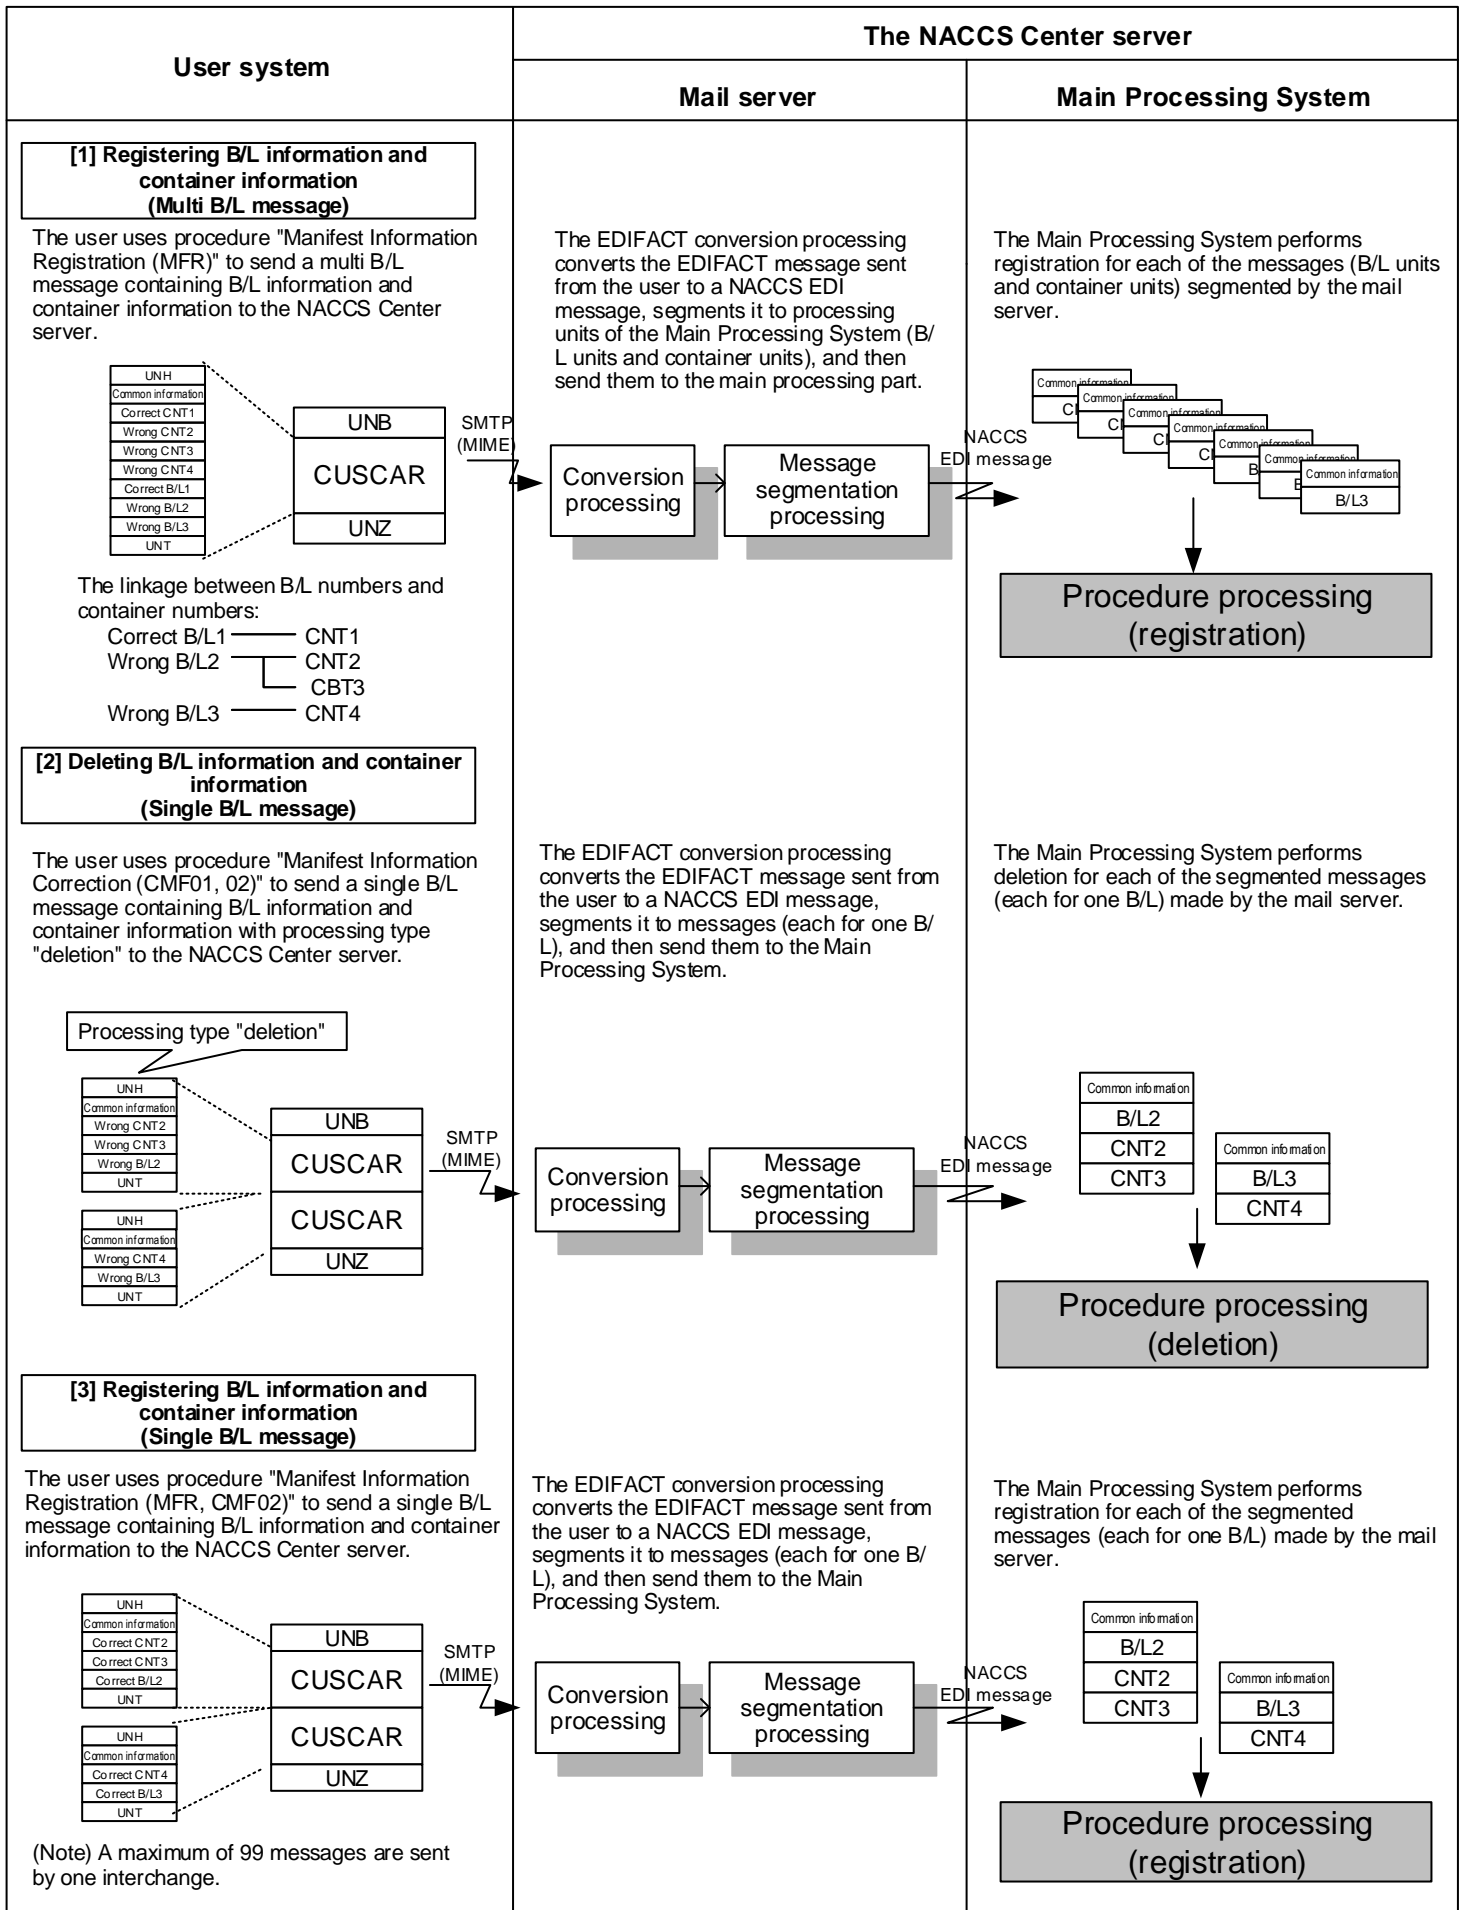 User system
The NACCS Center server
Mail server
Main Processing System
[1] Registering B/L information and
container information
(Multi B/L message)
The user uses procedure "Manifest Information
Registration (MFR)" to send a multi B/L
message containing B/L information and
container information to the NACCS Center
server.
UNH
Common information
Correct CNT1
Wrong CNT2
Wrong CNT3
Wrong CNT4
Correct B/L1
Wrong B/L2
Wrong B/L3
UNT
UNB
CUSCAR
UNZ
SMTP
(MIME)
The linkage between B/L numbers and
container numbers:
Correct B/L1 CNT1
Wrong B/L2 CNT2
CBT3
Wrong B/L3 CNT4
The EDIFACT conversion processing
converts the EDIFACT message sent
from the user to a NACCS EDI
message, segments it to processing
units of the Main Processing System (B/
L units and container units), and then
send them to the main processing part.
Conversion
processing
Message
segmentation
processing
NACCS
EDI message
The Main Processing System performs
registration for each of the messages (B/L units
and container units) segmented by the mail
server.
Common information
Common information
Common information
Common information
Common information
Common information
Common information
B/L3
Procedure processing
(registration)
[2] Deleting B/L information and container
information
(Single B/L message)
The user uses procedure "Manifest Information
Correction (CMF01, 02)" to send a single B/L
message containing B/L information and
container information with processing type
"deletion" to the NACCS Center server.
Processing type "deletion"
UNH
Common information
Wrong CNT2
Wrong CNT3
Wrong B/L2
UNT
UNH
Common information
Wrong CNT4
Wrong B/L3
UNT
UNB
CUSCAR
CUSCAR
UNZ
SMTP
(MIME)
The EDIFACT conversion processing
converts the EDIFACT message sent from
the user to a NACCS EDI message,
segments it to messages (each for one B/
L), and then send them to the Main
Processing System.
Conversion
processing
Message
segmentation
processing
NACCS
EDI message
The Main Processing System performs
deletion for each of the segmented messages
(each for one B/L) made by the mail server.
Common information
B/L2
CNT2
CNT3
Common information
B/L3
CNT4
Procedure processing
(deletion)
[3] Registering B/L information and
container information
(Single B/L message)
The user uses procedure "Manifest Information
Registration (MFR, CMF02)" to send a single B/L
message containing B/L information and container
information to the NACCS Center server.
UNH
Common information
Correct CNT2
Correct CNT3
Correct B/L2
UNT
UNH
Common information
Correct CNT4
Correct B/L3
UNT
UNB
CUSCAR
CUSCAR
UNZ
SMTP
(MIME)
(Note) A maximum of 99 messages are sent
by one interchange.
The EDIFACT conversion processing
converts the EDIFACT message sent from
the user to a NACCS EDI message,
segments it to messages (each for one B/
L), and then send them to the Main
Processing System.
Conversion
processing
Message
segmentation
processing
NACCS
EDI message
The Main Processing System performs
registration for each of the segmented
messages (each for one B/L) made by the mail
server.
Common information
B/L2
CNT2
CNT3
Common information
B/L3
CNT4
Procedure processing
(registration)